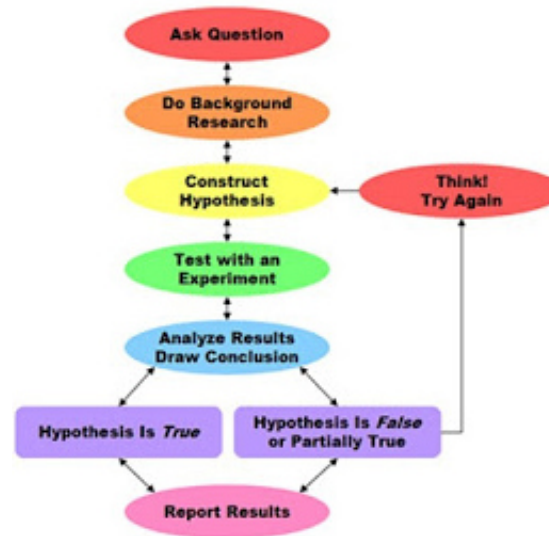 Ask Question
Do Background
Research
Construct
Hypothesis
Think!
Try Again
Test with an
Experiment
Analyze Results
Draw Conclusion
Hypothesis Is True
Hypothesis Is False
or Partially True
Report Results